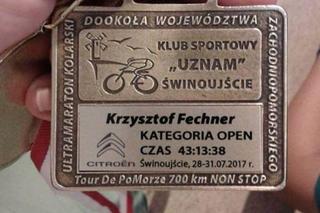 ULTRAMARATON KOLARSKI
DOOKOŁA WOJEWÓDZTWA
ZACHODNIOPOMORSKIEGO
KLUB SPORTOWY
„UZNAM”
ŚWINOUJŚCIE
Krzysztof Fechner
KATEGORIA OPEN
CZAS 43:13:38
CITROËN
Świnoujście, 28-31.07.2017 r.
Tour De PoMorze 700 km NON STOP